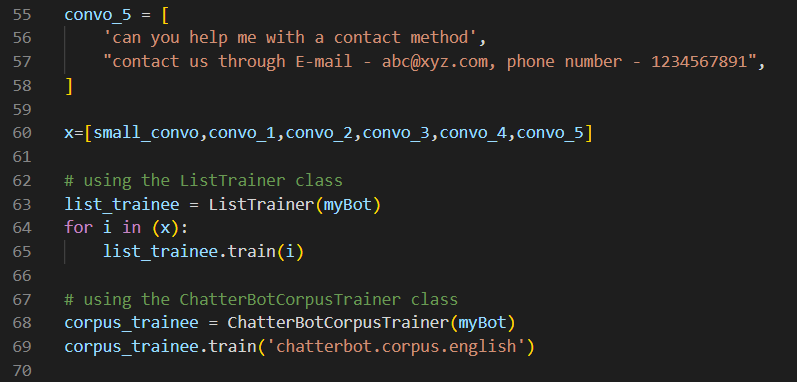 55 convo_5 = [
56     'can you help me with a contact method',
57     "contact us through E-mail - abc@xyz.com, phone number - 1234567891",
58 ]
59
60 x=[small_convo,convo_1,convo_2,convo_3,convo_4,convo_5]
61
62 # using the ListTrainer class
63 list_trainee = ListTrainer(myBot)
64 for i in (x):
65     list_trainee.train(i)
66
67 # using the ChatterBotCorpusTrainer class
68 corpus_trainee = ChatterBotCorpusTrainer(myBot)
69 corpus_trainee.train('chatterbot.corpus.english')
70